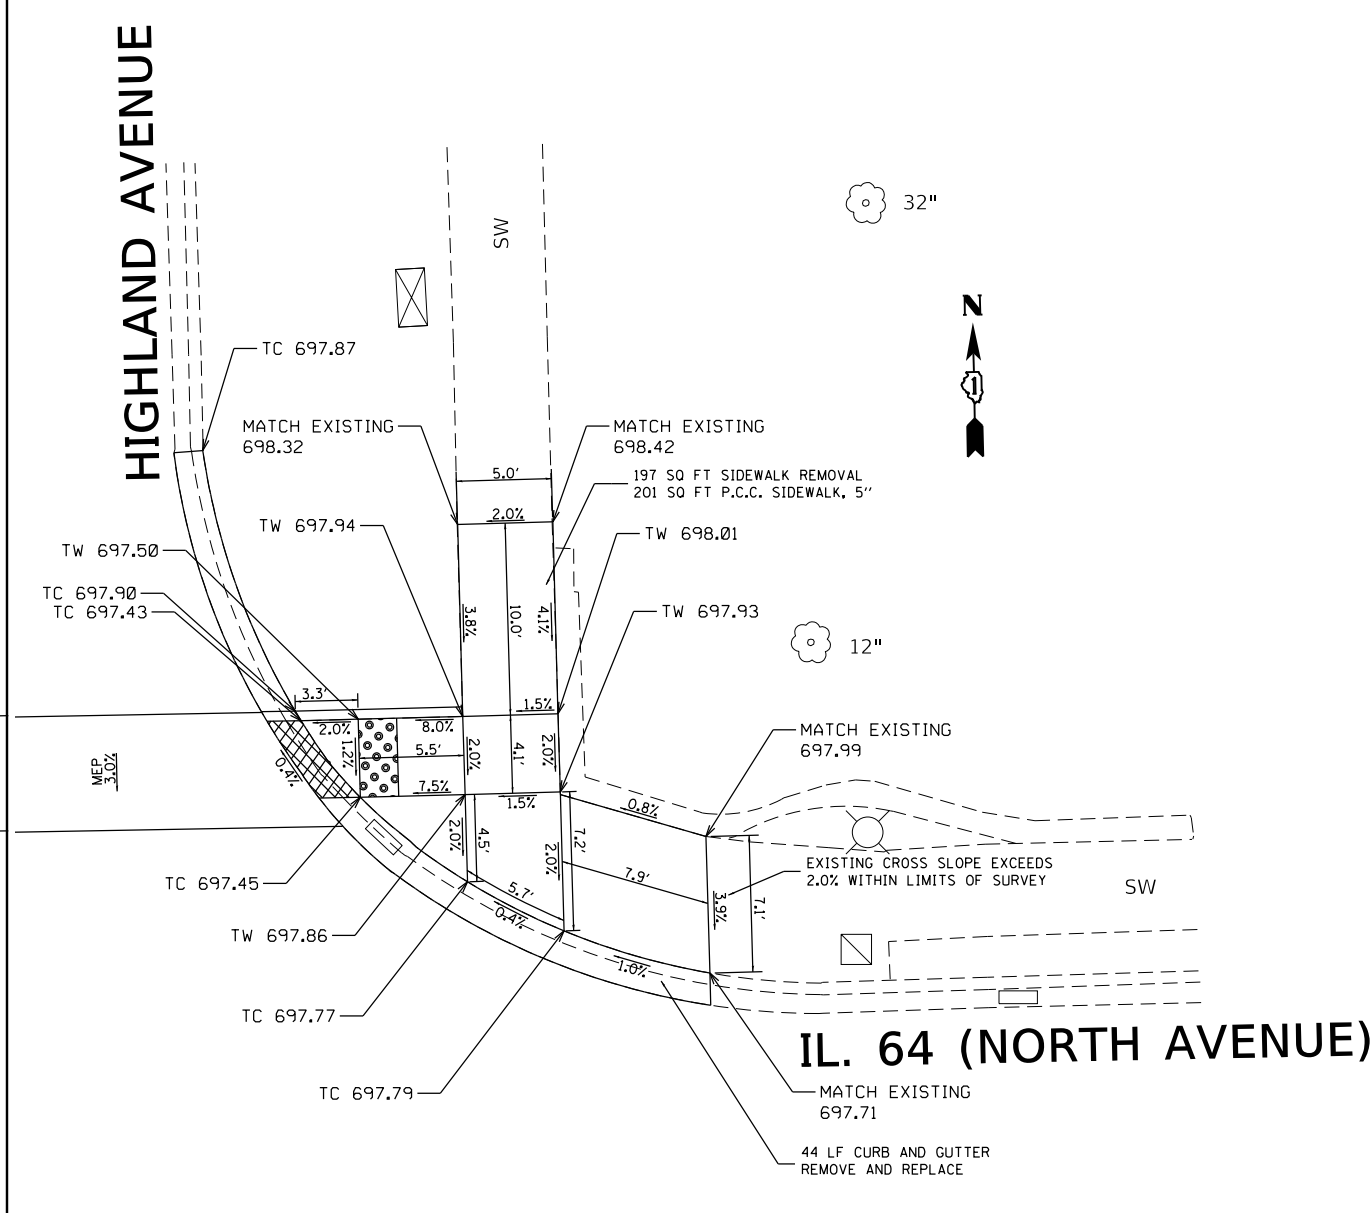 HIGHLAND AVENUE
SW
32"
N
1
TC 697.87
MATCH EXISTING
698.32
MATCH EXISTING
698.42
5.0'
197 SQ FT SIDEWALK REMOVAL
201 SQ FT P.C.C. SIDEWALK, 5"
2.0%
TW 697.94
TW 698.01
TW 697.50
TC 697.90
TC 697.43
3.8%
10.0'
4.1%
TW 697.93
12"
3.3'
1.5%
2.0%
8.0%
1.2%
5.5'
2.0%
4.1'
2.0%
MATCH EXISTING
697.99
MEP
3.0%
0.4%
7.5%
1.5%
0.8%
2.0%
4.5'
2.0%
7.2'
EXISTING CROSS SLOPE EXCEEDS
2.0% WITHIN LIMITS OF SURVEY
7.9'
3.9%
7.1'
SW
TC 697.45
5.7'
0.4%
TW 697.86
1.0%
TC 697.77
IL. 64 (NORTH AVENUE)
TC 697.79
MATCH EXISTING
697.71
44 LF CURB AND GUTTER
REMOVE AND REPLACE